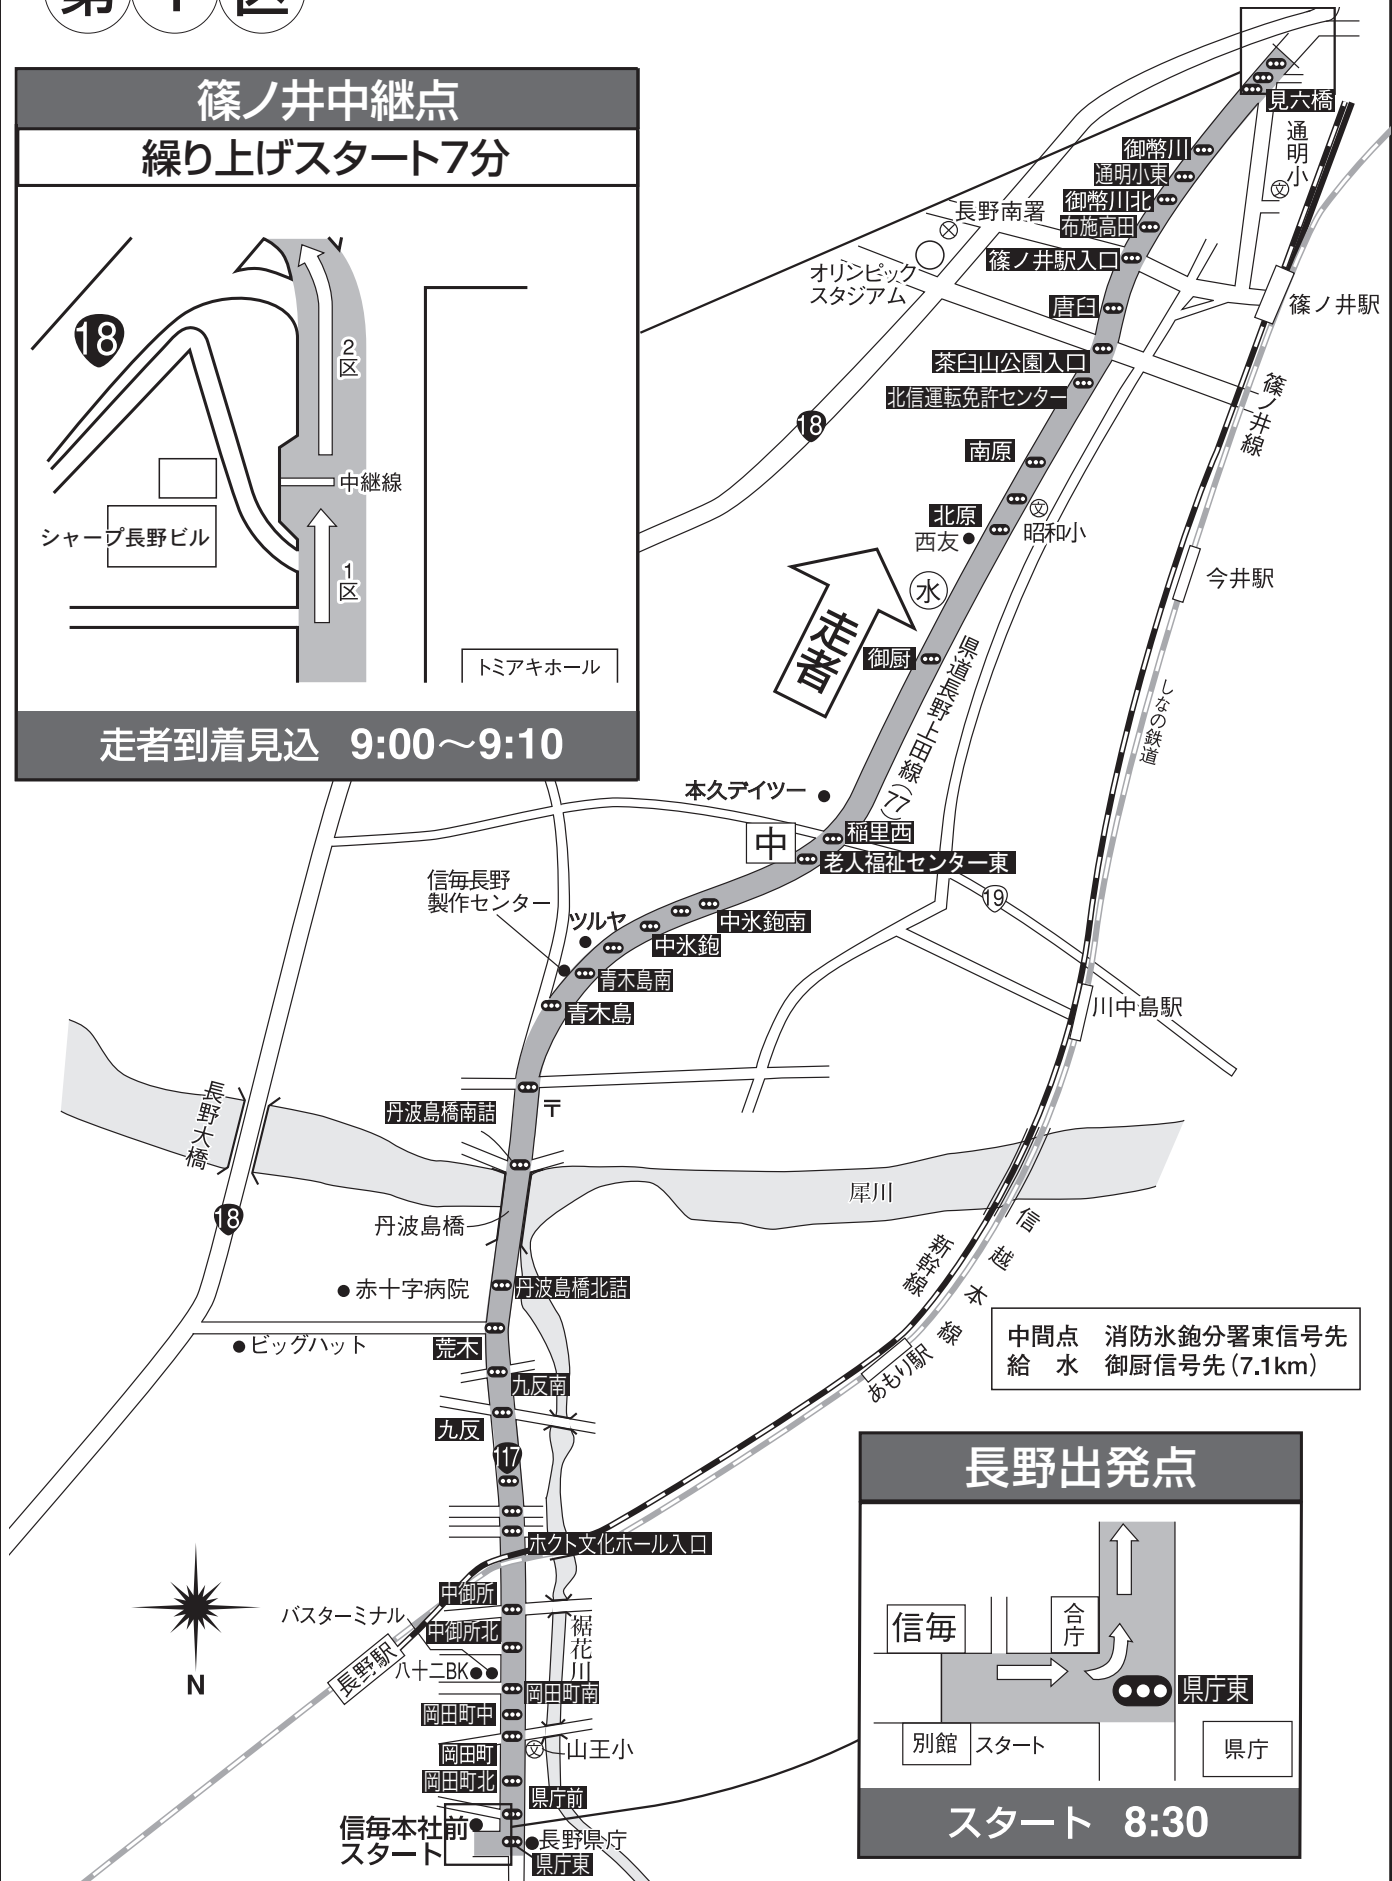 第1区
篠ノ井中継点
繰り上げスタート7分
18
2区
中継線
シャープ長野ビル
1区
トミアキホール
走者到着見込 9:00〜9:10
見六橋
通明小
文
御幣川
通明小東
御幣川北
布施高田
長野南署
篠ノ井駅入口
オリンピック
スタジアム
唐臼
篠ノ井駅
茶臼山公園入口
北信運転免許センター
篠ノ井線
18
南原
北原
文
昭和小
西友
今井駅
水
走者
御厨
県道長野上田線(77)
しなの鉄道
本久デイツー
中
稲里西
老人福祉センター東
信毎長野
製作センター
19
ツルヤ
中氷鉋南
中氷鉋
青木島南
青木島
川中島駅
長野大橋
丹波島橋南詰
〒
犀川
18
丹波島橋
信越本線
新幹線
赤十字病院
丹波島橋北詰
ビッグハット
荒木
九反南
あもり駅
中間点 消防氷鉋分署東信号先
給水 御厨信号先(7.1km)
九反
117
ホクト文化ホール入口
中御所
バスターミナル
中御所北
裾花川
長野駅
八十二BK
N
岡田町南
岡田町中
岡田町
文
山王小
岡田町北
県庁前
信毎本社前
スタート
長野県庁
県庁東
長野出発点
信毎
合庁
県庁東
別館
スタート
県庁
スタート 8:30